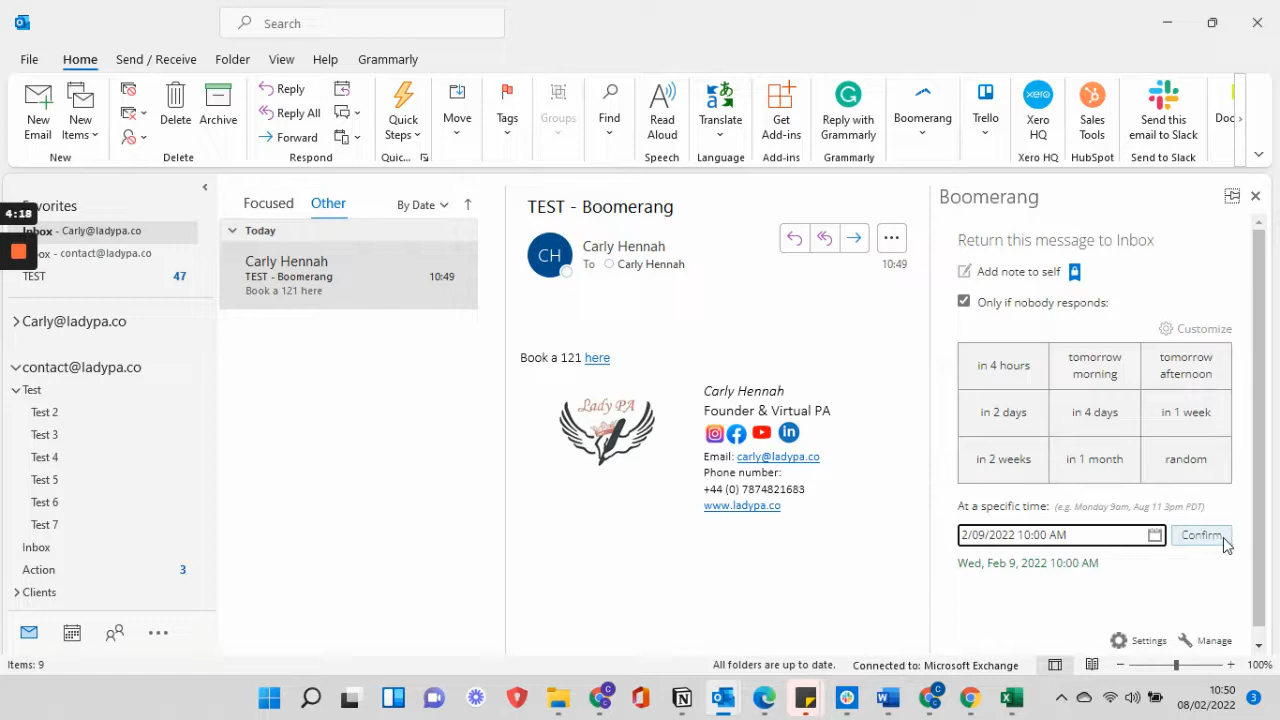 Search
File Home Send / Receive Folder View Help Grammarly
New Email
New Items
Delete
Archive
Reply
Reply All
Forward
Quick Steps
Move
Tags
Groups
Find
Read Aloud
Translate
Get Add-ins
Reply with Grammarly
Boomerang
Trello
Xero HQ
Sales Tools
Send this email to Slack
Doc
New Delete Respond Quic... Speech Language Add-ins Grammarly Xero HQ HubSpot Send to Slack
4:18
Inbox - Carly@ladypa.co
- contact@ladypa.co
TEST 47
Carly@ladypa.co
contact@ladypa.co
Test
Test 2
Test 3
Test 4
Test 5
Test 6
Test 7
Inbox
Action 3
Clients
Items: 9
Focused Other By Date
Today
Carly Hennah
TEST - Boomerang 10:49
Book a 121 here
TEST - Boomerang
CH
Carly Hennah
To Carly Hennah
10:49
Book a 121 here
Lady PA
Carly Hennah
Founder & Virtual PA
Email: carly@ladypa.co
Phone number:
+44 (0) 7874821683
www.ladypa.co
Boomerang
Return this message to Inbox
Add note to self
Only if nobody responds:
Customize
in 4 hours tomorrow morning tomorrow afternoon
in 2 days in 4 days in 1 week
in 2 weeks in 1 month random
At a specific time: (e.g. Monday 9am, Aug 11 3pm PDT)
2/09/2022 10:00 AM Confirm
Wed, Feb 9, 2022 10:00 AM
Settings Manage
All folders are up to date. Connected to: Microsoft Exchange 100%
10:50
08/02/2022
3